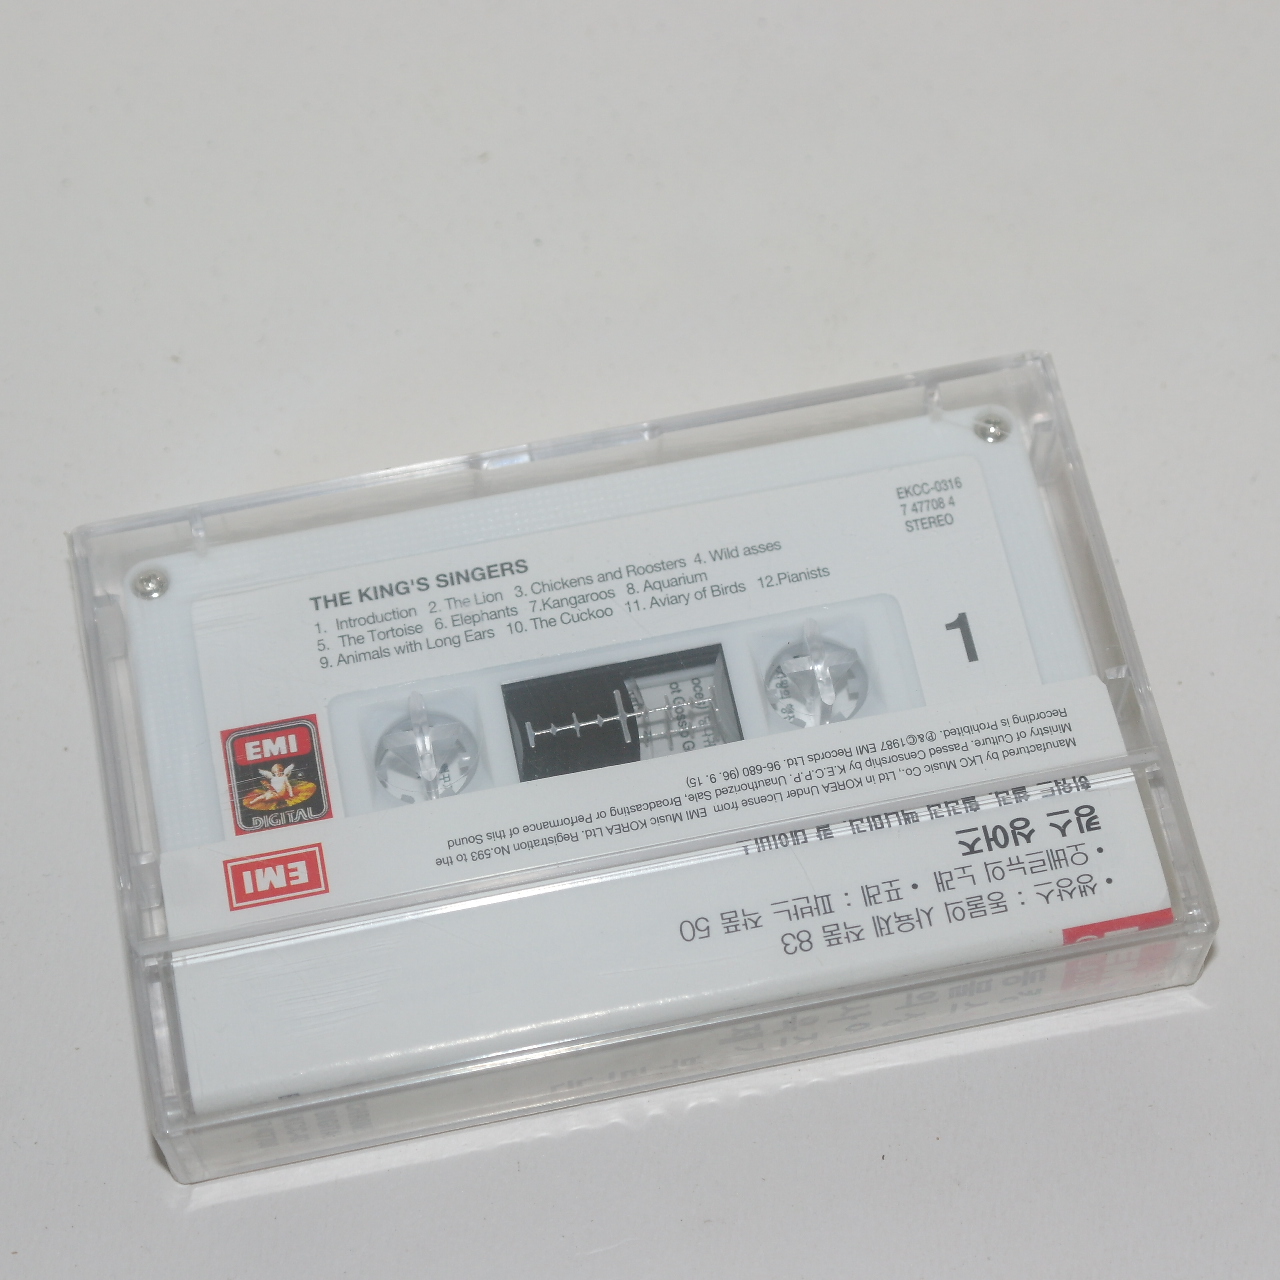 EKCC-0316
7 47708 4
STEREO
THE KING'S SINGERS
1. Introduction 2. The Lion 3. Chickens and Roosters 4. Wild asses
5. The Tortoise 6. Elephants 7.Kangaroos 8. Aquarium
9. Animals with Long Ears 10. The Cuckoo 11. Aviary of Birds 12.Pianists
1
EMI
DIGITAL
생상스 : 동물의 사육제 작품 83
• 오베르뉴의 노래 • 표레 : 파반느 작품 50
킹스 싱어즈
Manufactured by LKC Music Co., Ltd in KOREA Under License from EMI Music KOREA Ltd. Registration No.593 to the
Ministry of Culture. Passed Censorship by K.E.C.P.P. Unauthorized Sale, Broadcasting or Performance of this Sound
Recording is Prohibited. ℗&©1987 EMI Records Ltd. 96-680 (96. 9. 15)
EMI